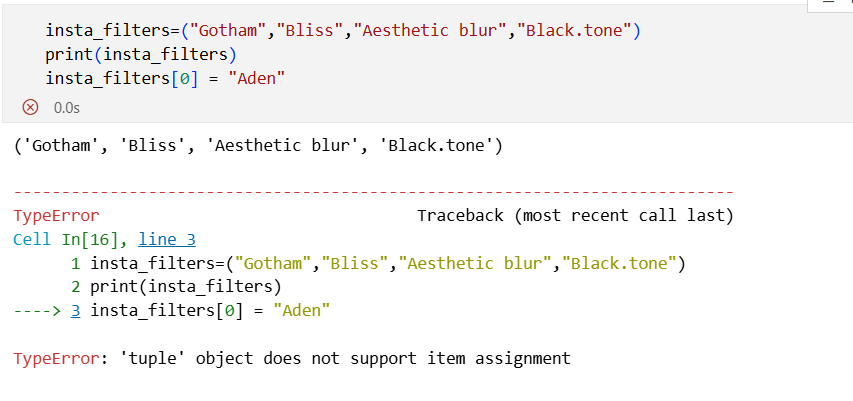 insta_filters=("Gotham","Bliss","Aesthetic blur","Black.tone")
print(insta_filters)
insta_filters[0] = "Aden"
0.0s
('Gotham', 'Bliss', 'Aesthetic blur', 'Black.tone')
---------------------------------------------------------------------------
TypeError                                 Traceback (most recent call last)
Cell In[16], line 3
      1 insta_filters=("Gotham","Bliss","Aesthetic blur","Black.tone")
      2 print(insta_filters)
----> 3 insta_filters[0] = "Aden"
TypeError: 'tuple' object does not support item assignment